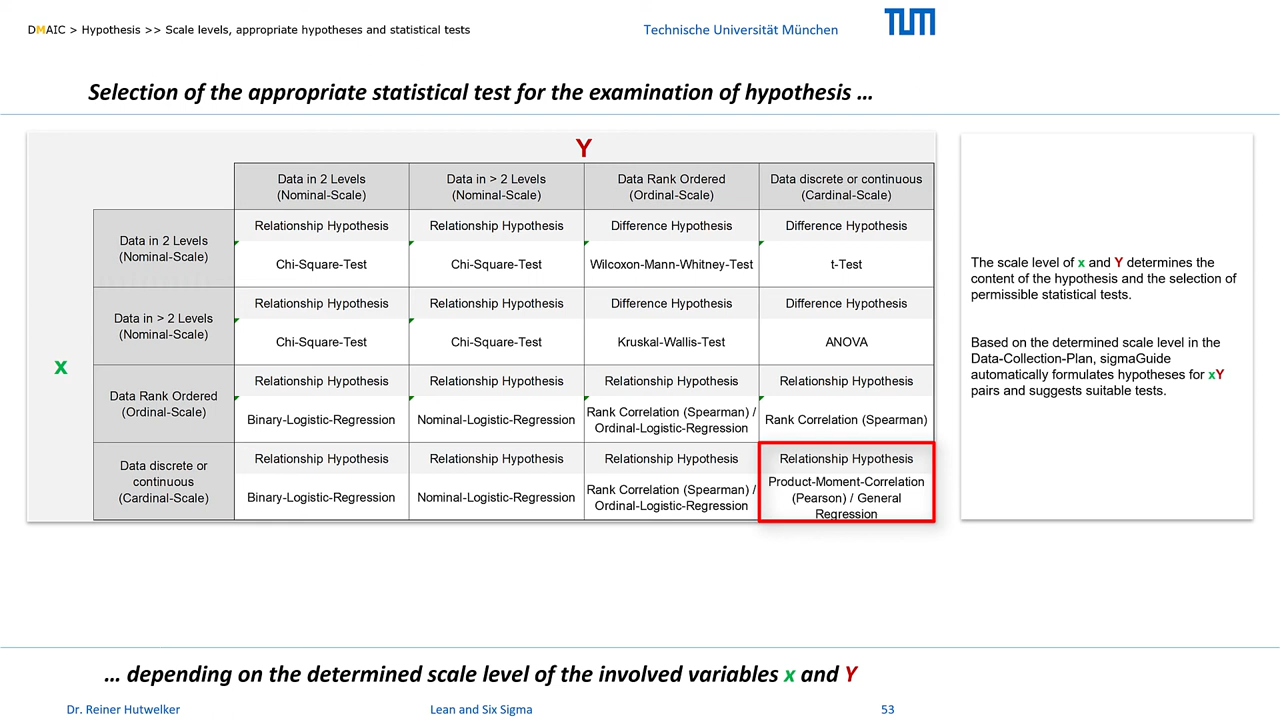 DMAIC > Hypothesis >> Scale levels, appropriate hypotheses and statistical tests
Technische Universität München
TUM
Selection of the appropriate statistical test for the examination of hypothesis …
Y
Data in 2 Levels
(Nominal-Scale)
Data in > 2 Levels
(Nominal-Scale)
Data Rank Ordered
(Ordinal-Scale)
Data discrete or continuous
(Cardinal-Scale)
x
Data in 2 Levels
(Nominal-Scale)
Relationship Hypothesis
Chi-Square-Test
Relationship Hypothesis
Chi-Square-Test
Difference Hypothesis
Wilcoxon-Mann-Whitney-Test
Difference Hypothesis
t-Test
Data in > 2 Levels
(Nominal-Scale)
Relationship Hypothesis
Chi-Square-Test
Relationship Hypothesis
Chi-Square-Test
Difference Hypothesis
Kruskal-Wallis-Test
Difference Hypothesis
ANOVA
Data Rank Ordered
(Ordinal-Scale)
Relationship Hypothesis
Binary-Logistic-Regression
Relationship Hypothesis
Nominal-Logistic-Regression
Relationship Hypothesis
Rank Correlation (Spearman) /
Ordinal-Logistic-Regression
Relationship Hypothesis
Rank Correlation (Spearman)
Data discrete or
continuous
(Cardinal-Scale)
Relationship Hypothesis
Binary-Logistic-Regression
Relationship Hypothesis
Nominal-Logistic-Regression
Relationship Hypothesis
Rank Correlation (Spearman) /
Ordinal-Logistic-Regression
Relationship Hypothesis
Product-Moment-Correlation
(Pearson) / General
Regression
The scale level of x and Y determines the
content of the hypothesis and the selection of
permissible statistical tests.
Based on the determined scale level in the
Data-Collection-Plan, sigmaGuide
automatically formulates hypotheses for xY
pairs and suggests suitable tests.
… depending on the determined scale level of the involved variables x and Y
Dr. Reiner Hutwelker
Lean and Six Sigma
53